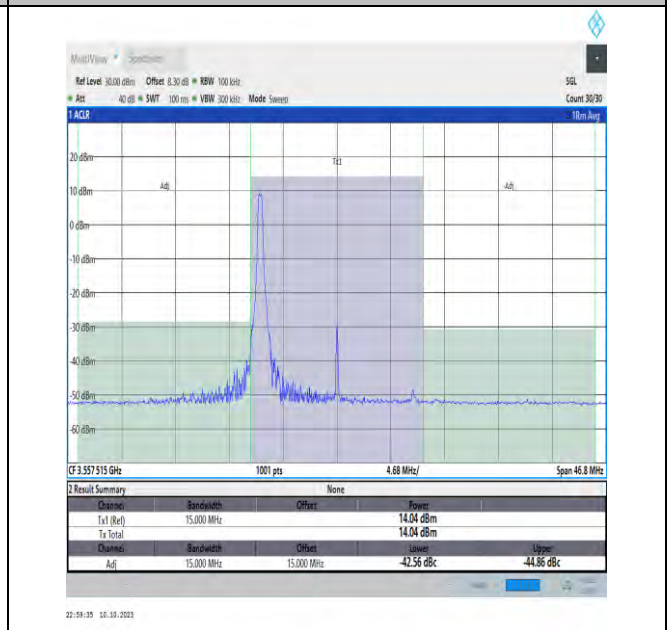 MultiView Spectrum
Ref Level 30.00 dBm Offset 8.30 dB RBW 100 kHz SGL
Att 40 dB SWT 100 ms VBW 300 kHz Mode Sweep Count 30/30
1 ACLR 1Rm Avg
20 dBm
Tx1
10 dBm Adj Adj
0 dBm
-10 dBm
-20 dBm
-30 dBm
-40 dBm
-50 dBm
-60 dBm
CF 3.557 515 GHz 1001 pts 4.68 MHz/ Span 46.8 MHz
2 Result Summary None
Channel Bandwidth Offset Power
Tx1 (Ref) 15.000 MHz 14.04 dBm
Tx Total 14.04 dBm
Channel Bandwidth Offset Lower Upper
Adj 15.000 MHz 15.000 MHz -42.56 dBc -44.86 dBc
22:59:35 10.10.2023